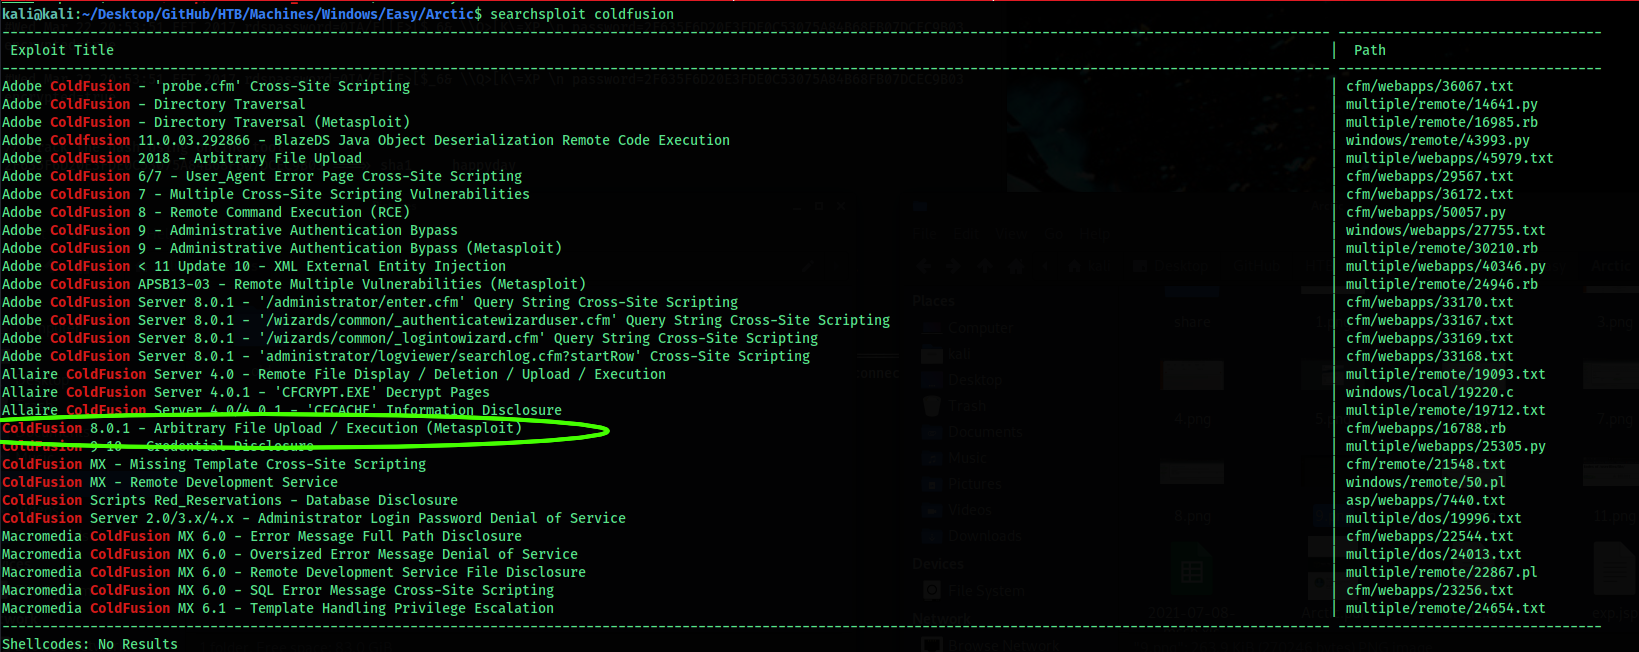 kali@kali:~/Desktop/GitHub/HTB/Machines/Windows/Easy/Arctic$ searchsploit coldfusion
Exploit Title | Path
Adobe ColdFusion - 'probe.cfm' Cross-Site Scripting | cfm/webapps/36067.txt
Adobe ColdFusion - Directory Traversal | multiple/remote/14641.py
Adobe ColdFusion - Directory Traversal (Metasploit) | multiple/remote/16985.rb
Adobe ColdFusion 11.0.03.292866 - BlazeDS Java Object Deserialization Remote Code Execution | windows/remote/43993.py
Adobe ColdFusion 2018 - Arbitrary File Upload | multiple/webapps/45979.txt
Adobe ColdFusion 6/7 - User_Agent Error Page Cross-Site Scripting | cfm/webapps/29567.txt
Adobe ColdFusion 7 - Multiple Cross-Site Scripting Vulnerabilities | cfm/webapps/36172.txt
Adobe ColdFusion 8 - Remote Command Execution (RCE) | cfm/webapps/50057.py
Adobe ColdFusion 9 - Administrative Authentication Bypass | windows/webapps/27755.txt
Adobe ColdFusion 9 - Administrative Authentication Bypass (Metasploit) | multiple/remote/30210.rb
Adobe ColdFusion < 11 Update 10 - XML External Entity Injection | multiple/webapps/40346.py
Adobe ColdFusion APSB13-03 - Remote Multiple Vulnerabilities (Metasploit) | multiple/remote/24946.rb
Adobe ColdFusion Server 8.0.1 - '/administrator/enter.cfm' Query String Cross-Site Scripting | cfm/webapps/33170.txt
Adobe ColdFusion Server 8.0.1 - '/wizards/common/_authenticatewizarduser.cfm' Query String Cross-Site Scripting | cfm/webapps/33167.txt
Adobe ColdFusion Server 8.0.1 - '/wizards/common/_logintowizard.cfm' Query String Cross-Site Scripting | cfm/webapps/33169.txt
Adobe ColdFusion Server 8.0.1 - 'administrator/logviewer/searchlog.cfm?startRow' Cross-Site Scripting | cfm/webapps/33168.txt
Allaire ColdFusion Server 4.0 - Remote File Display / Deletion / Upload / Execution | multiple/remote/19093.txt
Allaire ColdFusion Server 4.0.1 - 'CFCRYPT.EXE' Decrypt Pages | windows/local/19220.c
Allaire ColdFusion Server 4.0/4.0.1 - 'CFCACHE' Information Disclosure | multiple/remote/19712.txt
ColdFusion 8.0.1 - Arbitrary File Upload / Execution (Metasploit) | cfm/webapps/16788.rb
ColdFusion 9-10 - Credential Disclosure | multiple/webapps/25305.py
ColdFusion MX - Missing Template Cross-Site Scripting | cfm/remote/21548.txt
ColdFusion MX - Remote Development Service | windows/remote/50.pl
ColdFusion Scripts Red_Reservations - Database Disclosure | asp/webapps/7440.txt
ColdFusion Server 2.0/3.x/4.x - Administrator Login Password Denial of Service | multiple/dos/19996.txt
Macromedia ColdFusion MX 6.0 - Error Message Full Path Disclosure | cfm/webapps/22544.txt
Macromedia ColdFusion MX 6.0 - Oversized Error Message Denial of Service | multiple/dos/24013.txt
Macromedia ColdFusion MX 6.0 - Remote Development Service File Disclosure | multiple/remote/22867.pl
Macromedia ColdFusion MX 6.0 - SQL Error Message Cross-Site Scripting | cfm/webapps/23256.txt
Macromedia ColdFusion MX 6.1 - Template Handling Privilege Escalation | multiple/remote/24654.txt
Shellcodes: No Results